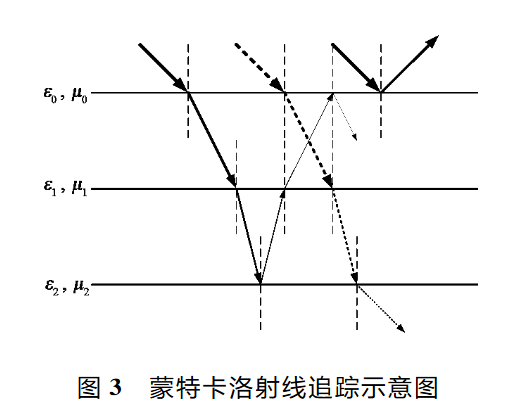 ε₀, μ₀
ε₁, μ₁
ε₂, μ₂
图 3 蒙特卡洛射线追踪示意图